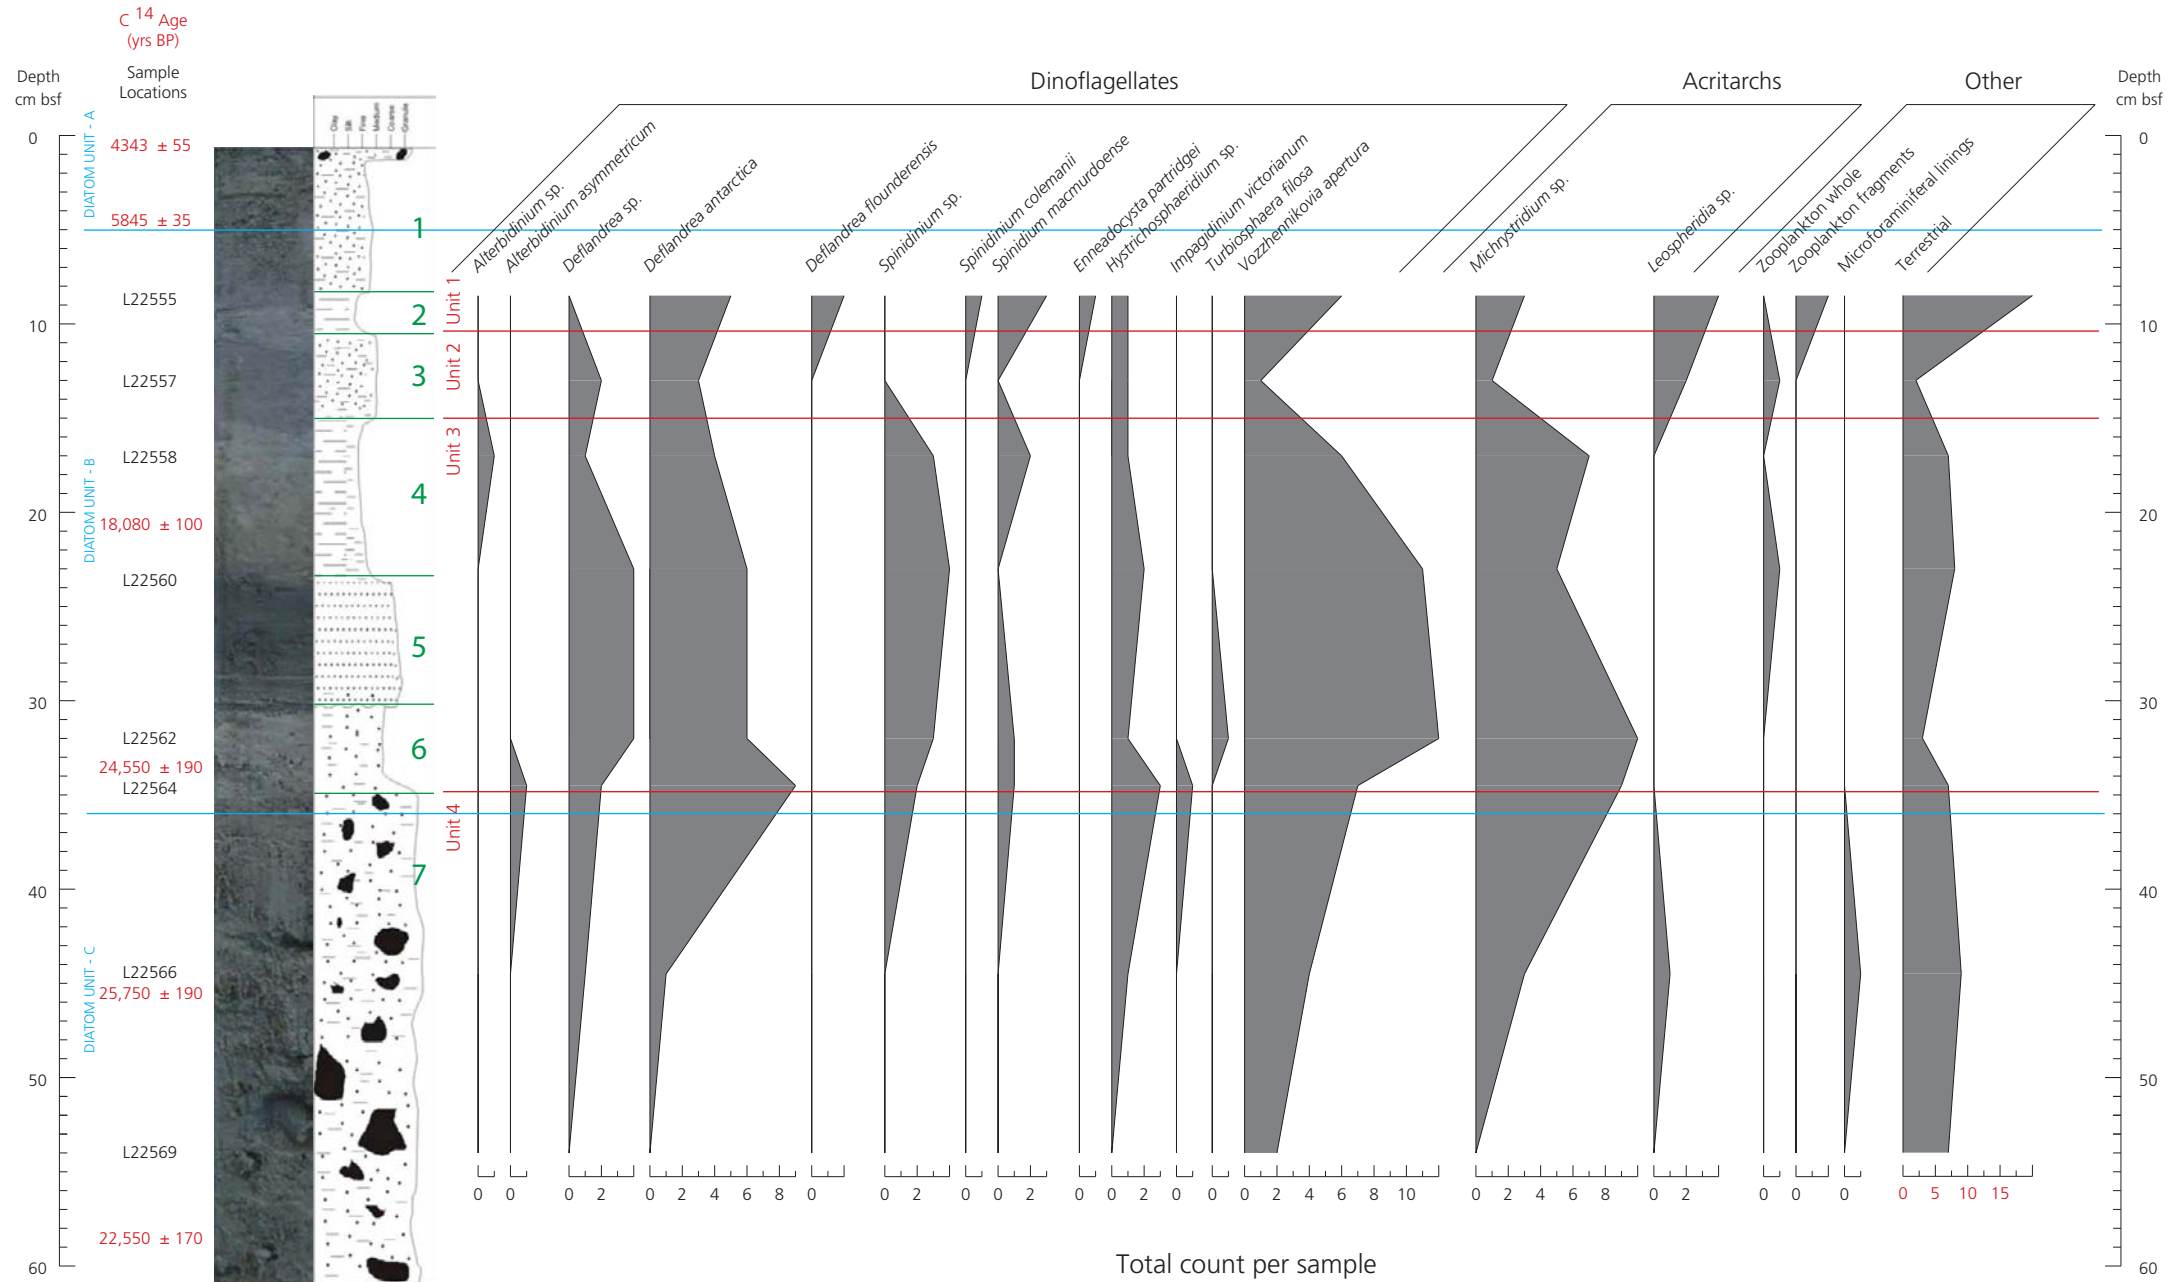 C 14 Age
(yrs BP)
Depth
cm bsf
Sample
Locations
Dinoflagellates
Acritarchs
Other
Depth
cm bsf
Clay
Silt
Fine
Medium
Coarse
Granule
Alterbidinium sp.
Alterbidinium asymmetricum
Deflandrea sp.
Deflandrea antarctica
Deflandrea flounderensis
Spinidinium sp.
Spinidinium colemanii
Spinidium macmurdoense
Enneadocysta partridgei
Hystrichosphaeridium sp.
Impagidinium victorianum
Turbiosphaera filosa
Vozzhennikovia apertura
Michrystridium sp.
Leospheridia sp.
Zooplankton whole
Zooplankton fragments
Microforaminiferal linings
Terrestrial
0
10
20
30
40
50
60
DIATOM UNIT - A
DIATOM UNIT - B
DIATOM UNIT - C
4343 ± 55
5845 ± 35
L22555
L22557
L22558
18,080 ± 100
L22560
L22562
24,550 ± 190
L22564
L22566
25,750 ± 190
L22569
22,550 ± 170
1
2
3
4
5
6
7
Unit 1
Unit 2
Unit 3
Unit 4
0
10
20
30
40
50
60
0 0 0 2 0 2 4 6 8 0 0 2 0 0 2 0 0 2 0 0 0 2 4 6 8 10 0 2 4 6 8 0 2 0 0 0 0 5 10 15
Total count per sample